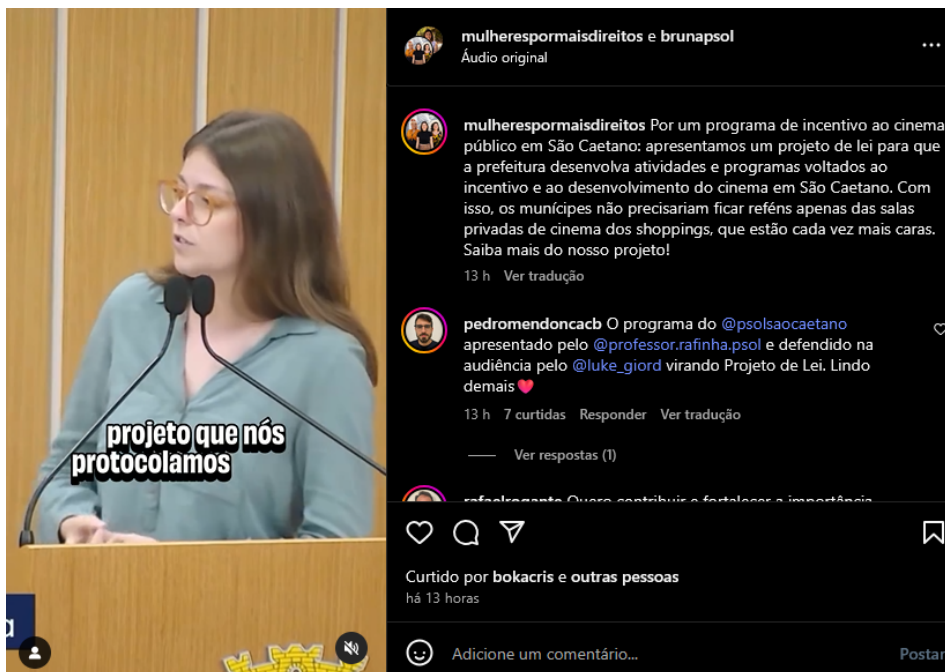 mulherespormaisdireitos e brunapsol
Áudio original
mulherespormaisdireitos Por um programa de incentivo ao cinema
público em São Caetano: apresentamos um projeto de lei para que
a prefeitura desenvolva atividades e programas voltados ao
incentivo e ao desenvolvimento do cinema em São Caetano. Com
isso, os munícipes não precisariam ficar reféns apenas das salas
privadas de cinema dos shoppings, que estão cada vez mais caras.
Saiba mais do nosso projeto!
13 h Ver tradução
pedromendoncacb O programa do @psolsaocaetano
apresentado pelo @professor.rafinha.psol e defendido na
audiência pelo @luke_giord virando Projeto de Lei. Lindo
demais❤️
13 h 7 curtidas Responder Ver tradução
Ver respostas (1)
projeto que nós
protocolamos
Curtido por bokacris e outras pessoas
há 13 horas
Adicione um comentário...
Postar